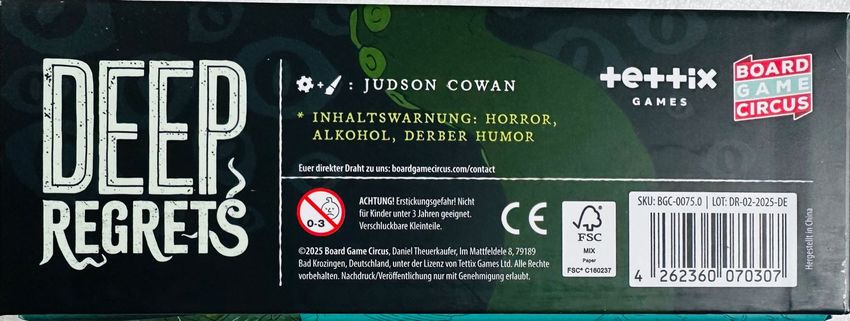 DEEP
REGRETS
+ : JUDSON COWAN
* INHALTSWARNUNG: HORROR,
ALKOHOL, DERBER HUMOR
Euer direkter Draht zu uns: boardgamecircus.com/contact
tettix
GAMES
BOARD
GAME
CIRCUS
0-3
ACHTUNG! Erstickungsgefahr! Nicht
für Kinder unter 3 Jahren geeignet.
Verschluckbare Kleinteile.
CE
FSC
MIX
Paper
FSC® C160237
©2025 Board Game Circus, Daniel Theuerkaufer, Im Mattfeldele 8, 79189
Bad Krozingen, Deutschland, unter der Lizenz von Tettix Games Ltd. Alle Rechte
vorbehalten. Nachdruck/Veröffentlichung nur mit Genehmigung erlaubt.
SKU: BGC-0075.0 | LOT: DR-02-2025-DE
4 262360 070307
Hergestellt in China